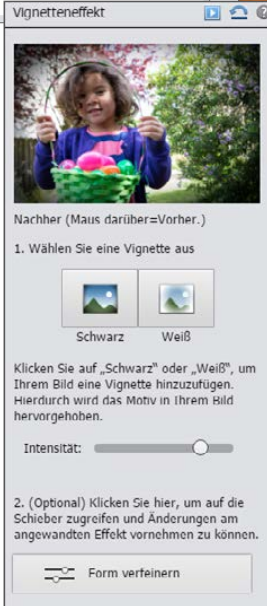 Vignetteneffekt
Nachher (Maus darüber=Vorher.)
1. Wählen Sie eine Vignette aus
Schwarz Weiß
Klicken Sie auf „Schwarz" oder „Weiß", um
Ihrem Bild eine Vignette hinzuzufügen.
Hierdurch wird das Motiv in Ihrem Bild
hervorgehoben.
Intensität:
2. (Optional) Klicken Sie hier, um auf die
Schieber zugreifen und Änderungen am
angewandten Effekt vornehmen zu können.
Form verfeinern